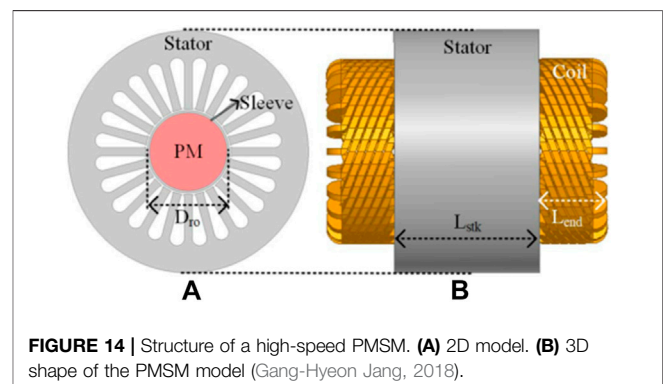 Stator
Sleeve
PM
Dro
A
Stator
Coil
Lstk
Lend
B
FIGURE 14 | Structure of a high-speed PMSM. (A) 2D model. (B) 3D
shape of the PMSM model (Gang-Hyeon Jang, 2018).